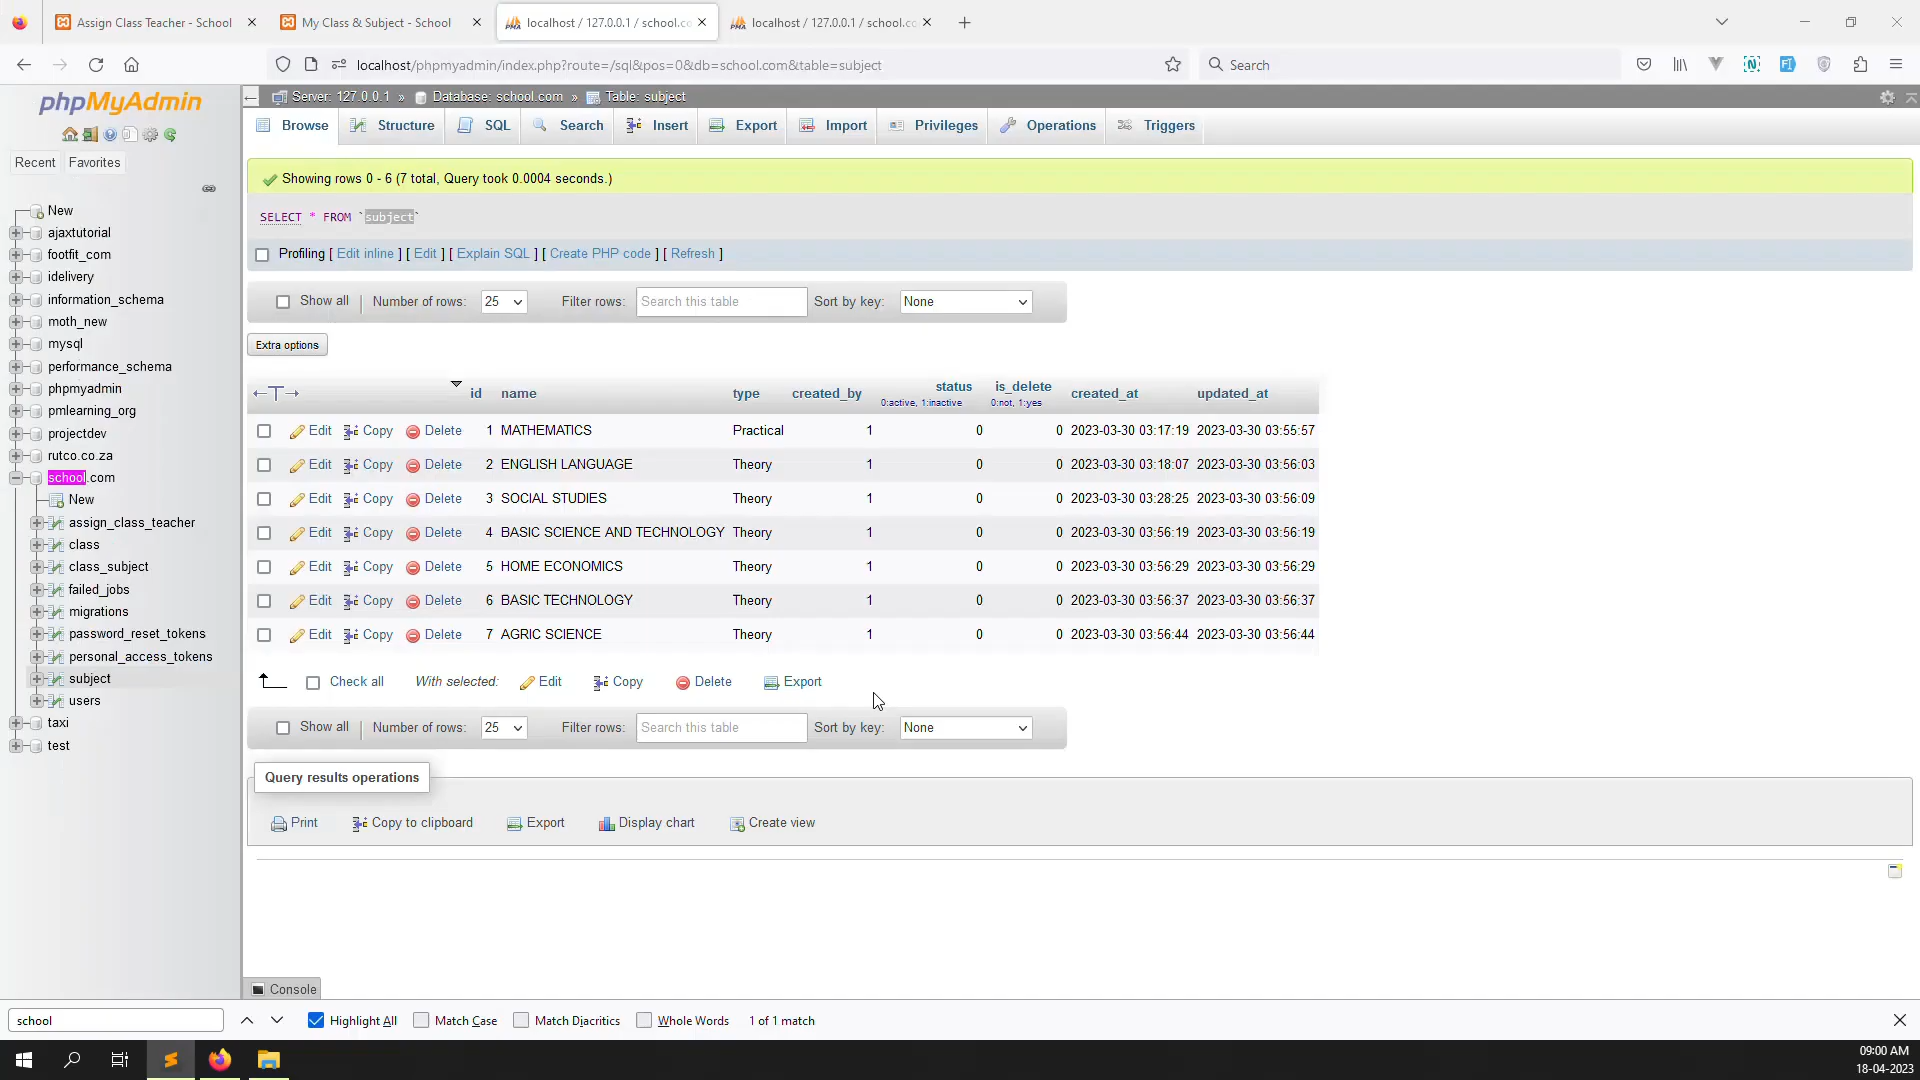 Assign Class Teacher - School
My Class & Subject - School
localhost / 127.0.0.1 / school.co
localhost / 127.0.0.1 / school.co
localhost/phpmyadmin/index.php?route=/sql&pos=0&db=school.com&table=subject
Search
phpMyAdmin
Recent
Favorites
New
ajaxtutorial
footfit_com
idelivery
information_schema
moth_new
mysql
performance_schema
phpmyadmin
pmlearning_org
projectdev
rutco.co.za
school.com
New
assign_class_teacher
class
class_subject
failed_jobs
migrations
password_reset_tokens
personal_access_tokens
subject
users
taxi
test
Server: 127.0.0.1 » Database: school.com » Table: subject
Browse Structure SQL Search Insert Export Import Privileges Operations Triggers
Showing rows 0 - 6 (7 total, Query took 0.0004 seconds.)
SELECT * FROM `subject`
Profiling [ Edit inline ] [ Edit ] [ Explain SQL ] [ Create PHP code ] [ Refresh ]
Show all Number of rows: 25 Filter rows: Search this table Sort by key: None
Extra options
←T→ id name type created_by status is_delete created_at updated_at
0:active, 1:inactive 0:not, 1:yes
Edit Copy Delete 1 MATHEMATICS Practical 1 0 0 2023-03-30 03:17:19 2023-03-30 03:55:57
Edit Copy Delete 2 ENGLISH LANGUAGE Theory 1 0 0 2023-03-30 03:18:07 2023-03-30 03:56:03
Edit Copy Delete 3 SOCIAL STUDIES Theory 1 0 0 2023-03-30 03:28:25 2023-03-30 03:56:09
Edit Copy Delete 4 BASIC SCIENCE AND TECHNOLOGY Theory 1 0 0 2023-03-30 03:56:19 2023-03-30 03:56:19
Edit Copy Delete 5 HOME ECONOMICS Theory 1 0 0 2023-03-30 03:56:29 2023-03-30 03:56:29
Edit Copy Delete 6 BASIC TECHNOLOGY Theory 1 0 0 2023-03-30 03:56:37 2023-03-30 03:56:37
Edit Copy Delete 7 AGRIC SCIENCE Theory 1 0 0 2023-03-30 03:56:44 2023-03-30 03:56:44
Check all With selected: Edit Copy Delete Export
Show all Number of rows: 25 Filter rows: Search this table Sort by key: None
Query results operations
Print Copy to clipboard Export Display chart Create view
Console
school
Highlight All Match Case Match Diacritics Whole Words 1 of 1 match
09:00 AM
18-04-2023